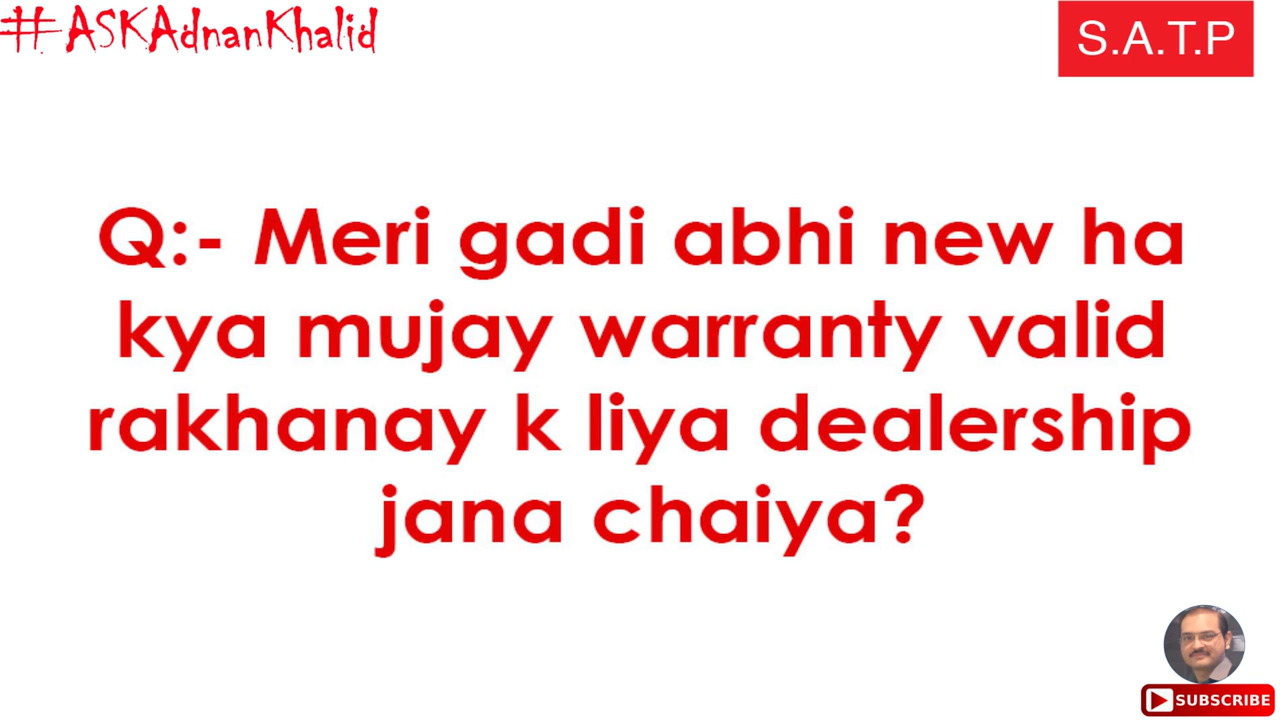 #ASKAdnanKhalid
S.A.T.P
Q:- Meri gadi abhi new ha
kya mujay warranty valid
rakhanay k liya dealership
jana chaiya?
SUBSCRIBE